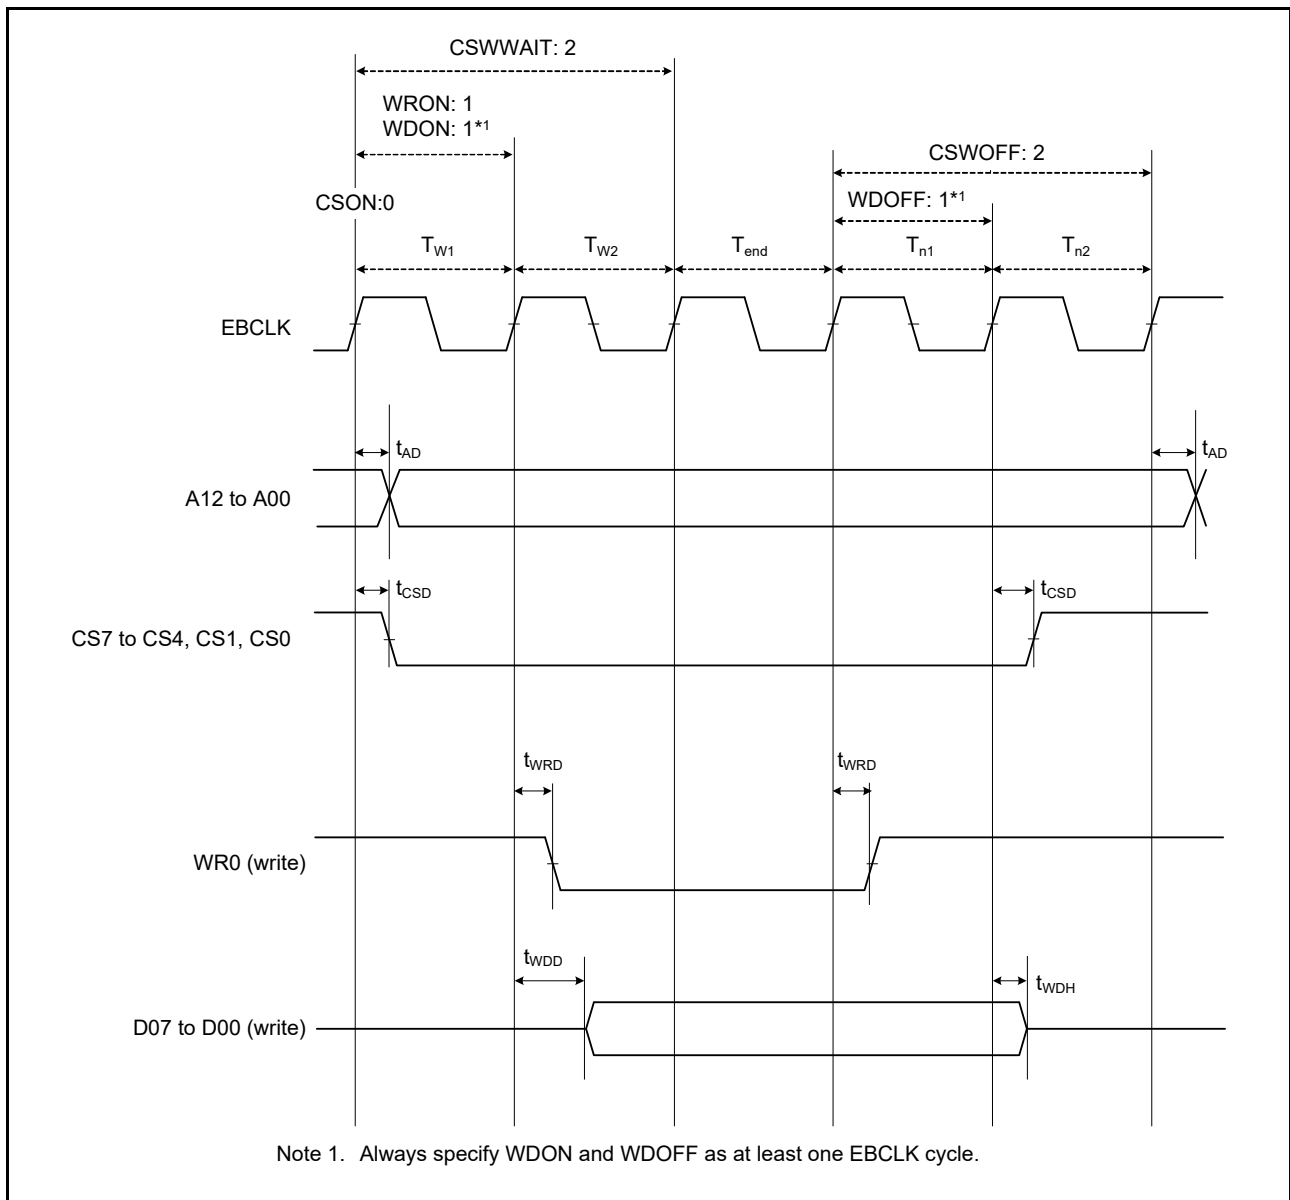 CSWWAIT: 2
WRON: 1
WDON: 1*1
CSWOFF: 2
WDOFF: 1*1
CSON:0
TW1 TW2 Tend Tn1 Tn2
EBCLK
tAD tAD
A12 to A00
tCSD tCSD
CS7 to CS4, CS1, CS0
tWRD tWRD
WR0 (write)
tWDD tWDH
D07 to D00 (write)
Note 1. Always specify WDON and WDOFF as at least one EBCLK cycle.